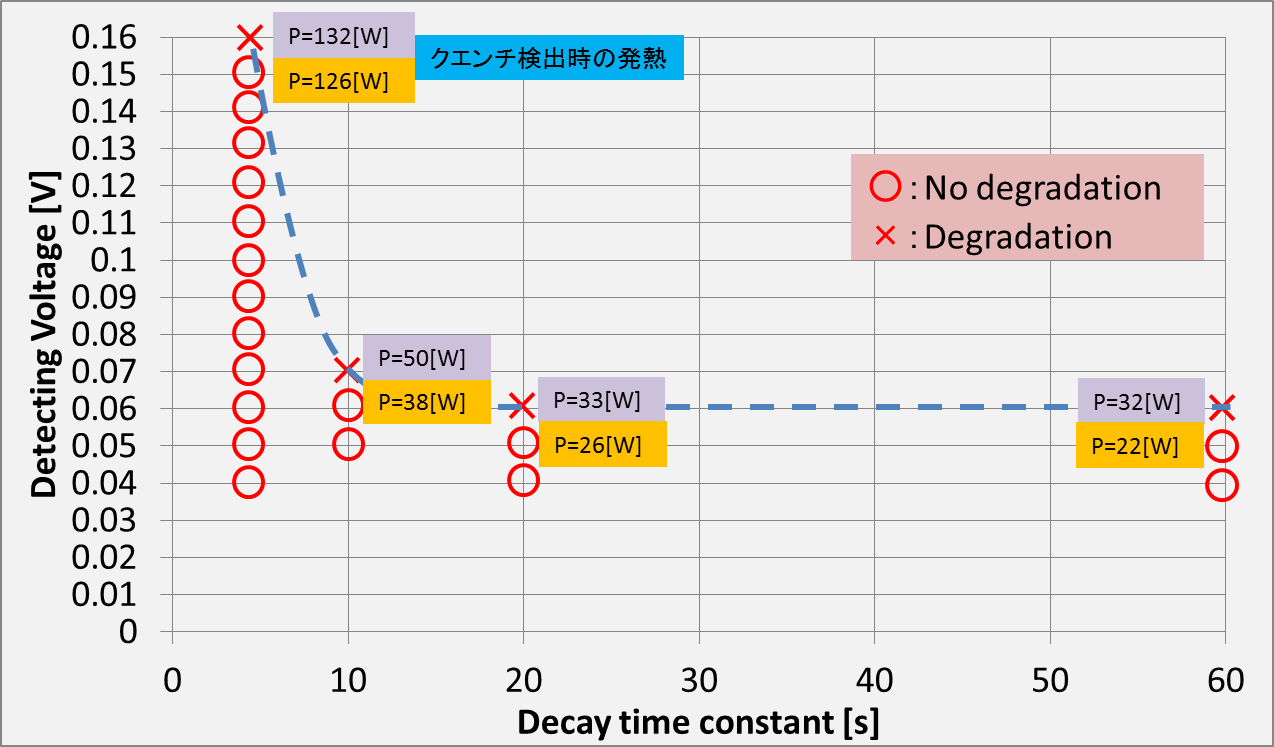 0.16
0.15
0.14
0.13
0.12
0.11
0.1
0.09
0.08
0.07
0.06
0.05
0.04
0.03
0.02
0.01
0
Detecting Voltage [V]
P=132[W]
P=126[W]
クエンチ検出時の発熱
: No degradation
: Degradation
P=50[W]
P=38[W]
P=33[W]
P=26[W]
P=32[W]
P=22[W]
0 10 20 30 40 50 60
Decay time constant [s]